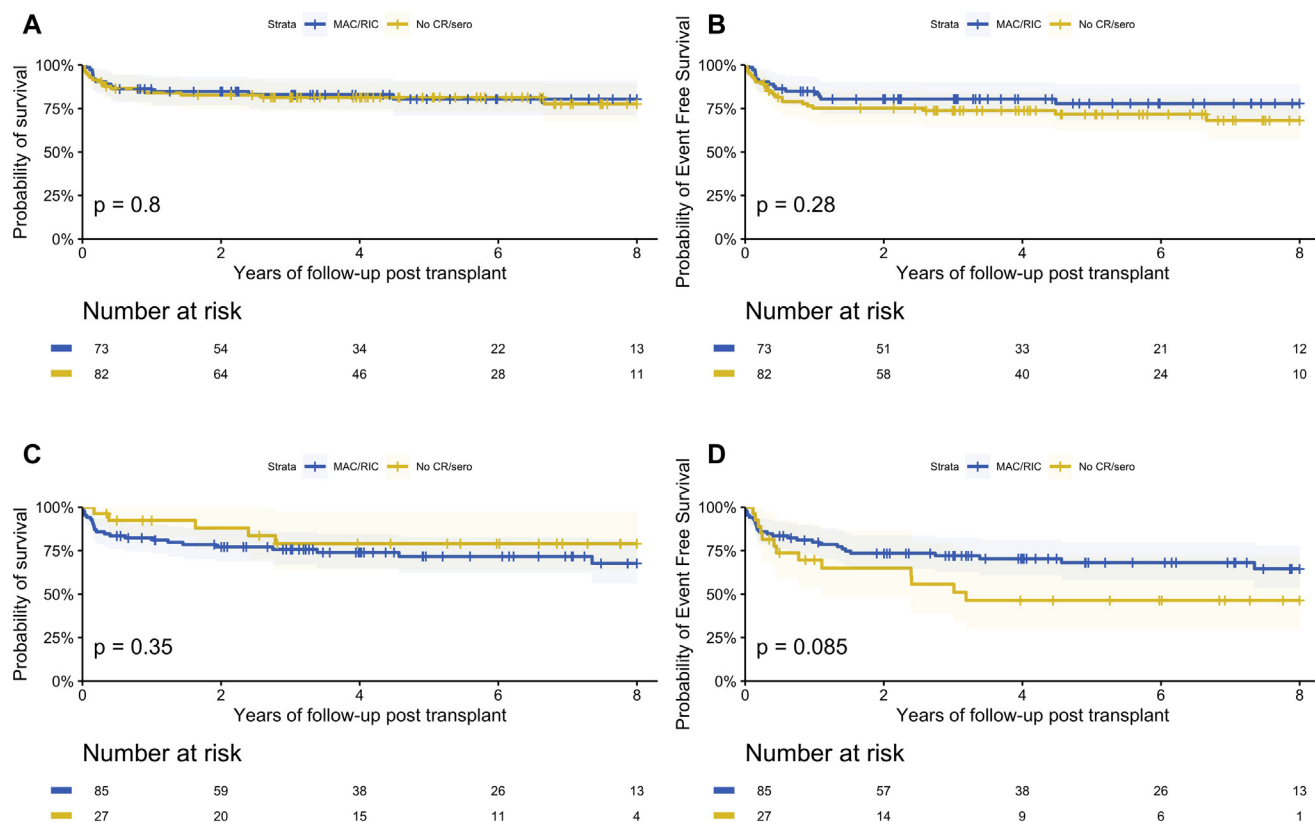 A
Strata MAC/RIC No CR/sero
Probability of survival
100%
75%
50%
25%
0%
p = 0.8
0 2 4 6 8
Years of follow-up post transplant
Number at risk
73 54 34 22 13
82 64 46 28 11
B
Strata MAC/RIC No CR/sero
Probability of Event Free Survival
100%
75%
50%
25%
0%
p = 0.28
0 2 4 6 8
Years of follow-up post transplant
Number at risk
73 51 33 21 12
82 58 40 24 10
C
Strata MAC/RIC No CR/sero
Probability of survival
100%
75%
50%
25%
0%
p = 0.35
0 2 4 6 8
Years of follow-up post transplant
Number at risk
85 59 38 26 13
27 20 15 11 4
D
Strata MAC/RIC No CR/sero
Probability of Event Free Survival
100%
75%
50%
25%
0%
p = 0.085
0 2 4 6 8
Years of follow-up post transplant
Number at risk
85 57 38 26 13
27 14 9 6 1